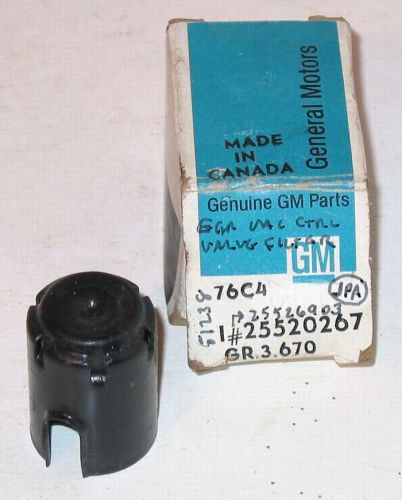 General Motors
MADE
IN
CANADA
Genuine GM Parts
EGR VAC CTRL
VALVE FILTER
GM
76C4
JPA
51238
25526903
1#25520267
GR.3.670